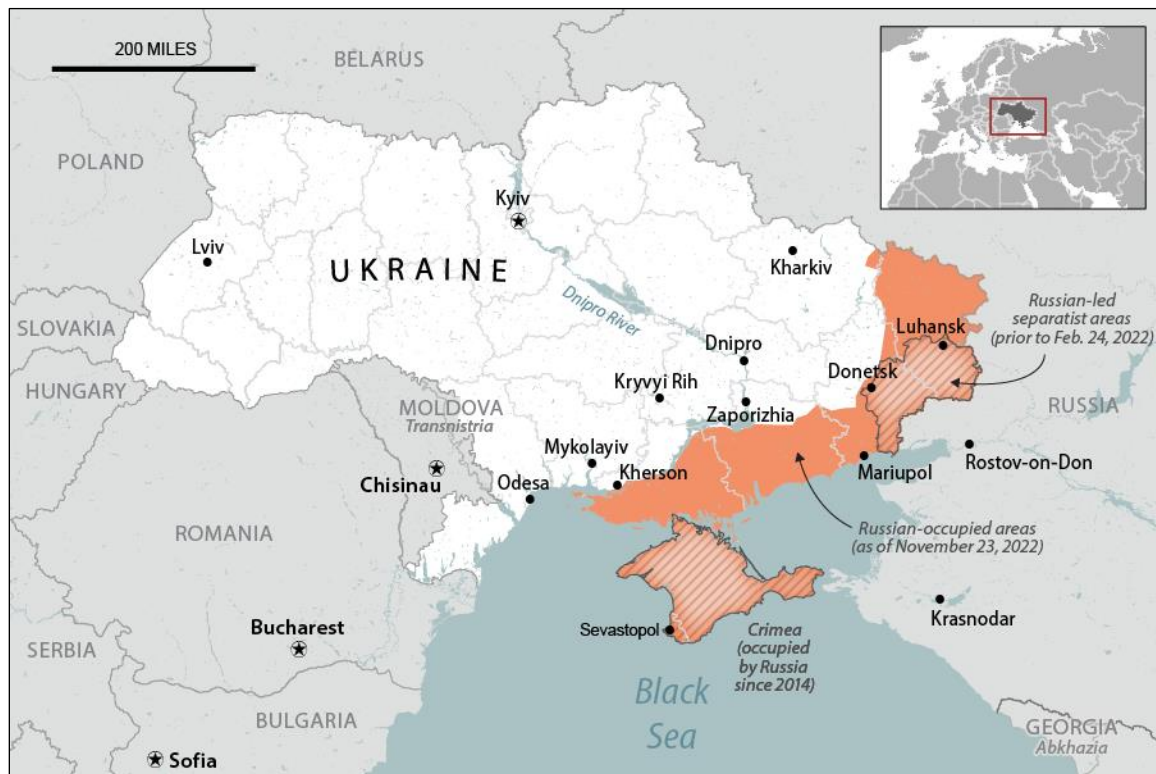 200 MILES
BELARUS
POLAND
Kyiv
Lviv
UKRAINE
Kharkiv
Dnipro River
SLOVAKIA
Russian-led
separatist areas
(prior to Feb. 24, 2022)
Luhansk
Dnipro
HUNGARY
Donetsk
Kryvyi Rih
MOLDOVA
Transnistria
Zaporizhia
RUSSIA
Mykolayiv
Kherson
Mariupol
Rostov-on-Don
Chisinau
Odesa
ROMANIA
Russian-occupied areas
(as of November 23, 2022)
Krasnodar
Bucharest
Sevastopol
Crimea
(occupied
by Russia
since 2014)
SERBIA
Black
Sea
BULGARIA
GEORGIA
Abkhazia
Sofia